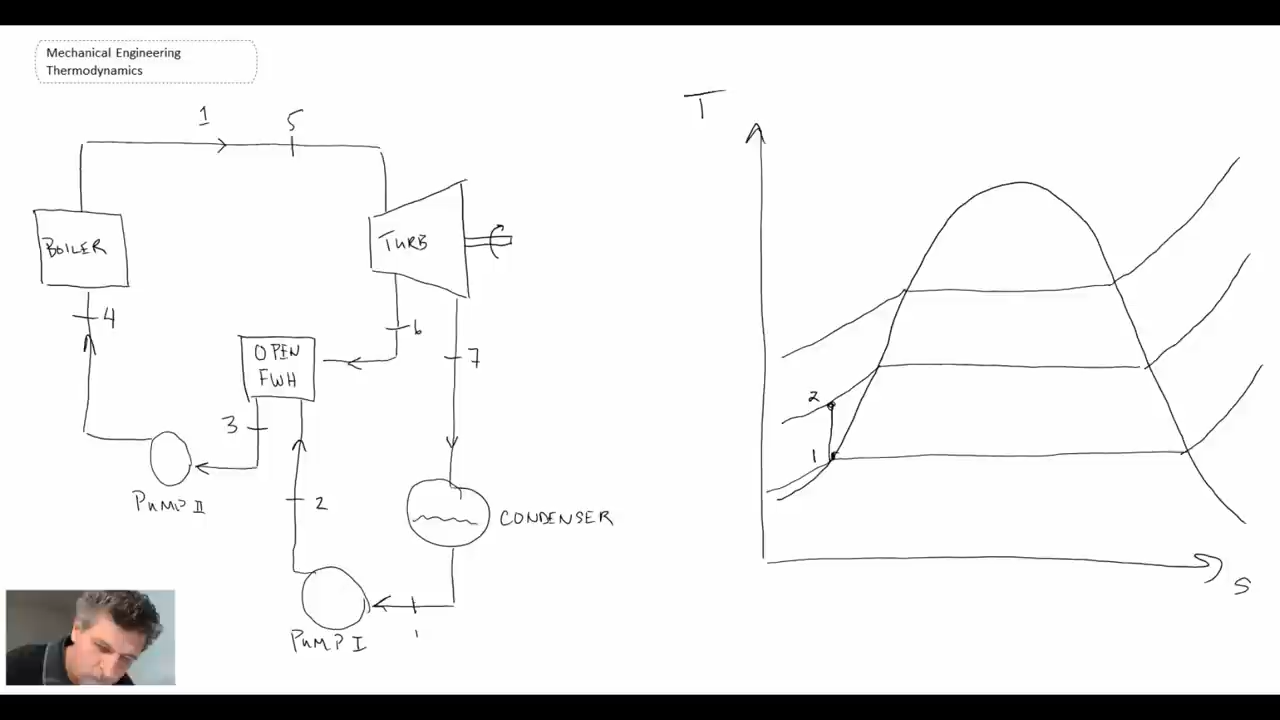 Mechanical Engineering
Thermodynamics
1
5
T
BOILER
TURB
4
6
OPEN
FWH
7
3
2
1
2
PUMP II
CONDENSER
PUMP I
1
S